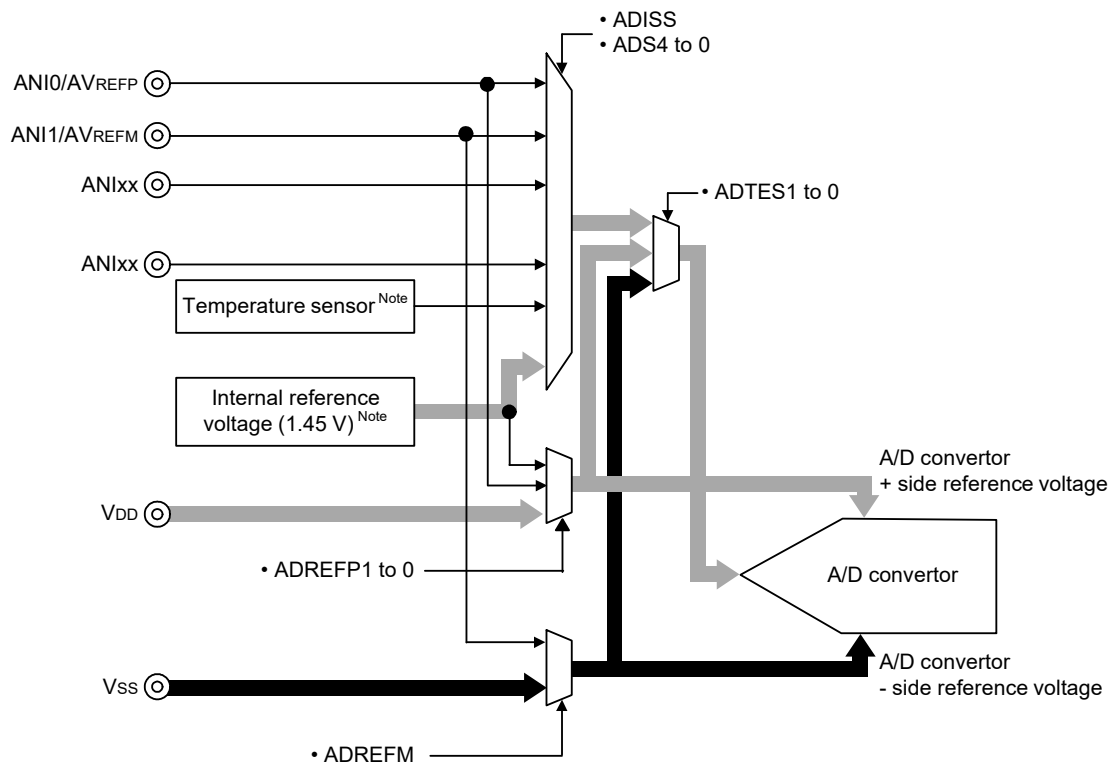 • ADISS
• ADS4 to 0
ANI0/AVREFP
ANI1/AVREFM
ANIxx
• ADTES1 to 0
ANIxx
Temperature sensor Note
Internal reference
voltage (1.45 V) Note
A/D convertor
+ side reference voltage
VDD
• ADREFP1 to 0
A/D convertor
A/D convertor
- side reference voltage
VSS
• ADREFM